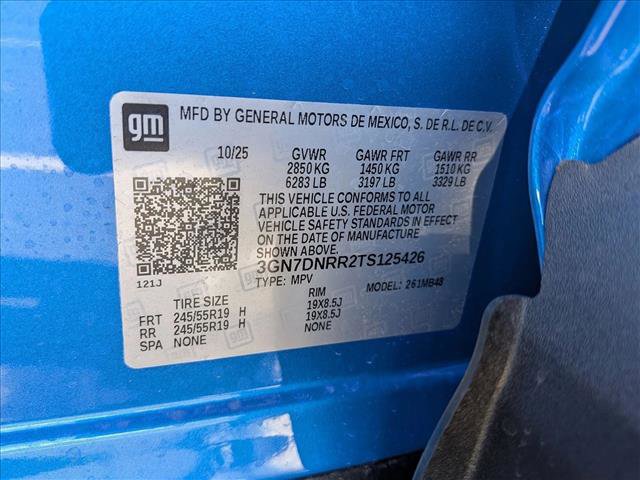 gm
MFD BY GENERAL MOTORS DE MEXICO, S. DE R.L. DE C.V.
10/25 GVWR GAWR FRT GAWR RR
2850 KG 1450 KG 1510 KG
6283 LB 3197 LB 3329 LB
THIS VEHICLE CONFORMS TO ALL
APPLICABLE U.S. FEDERAL MOTOR
VEHICLE SAFETY STANDARDS IN EFFECT
ON THE DATE OF MANUFACTURE
SHOWN ABOVE.
3GN7DNRR2TS125426
121J TYPE: MPV MODEL: 261MB48
TIRE SIZE RIM
FRT 245/55R19 H 19X8.5J
RR 245/55R19 H 19X8.5J
SPA NONE NONE